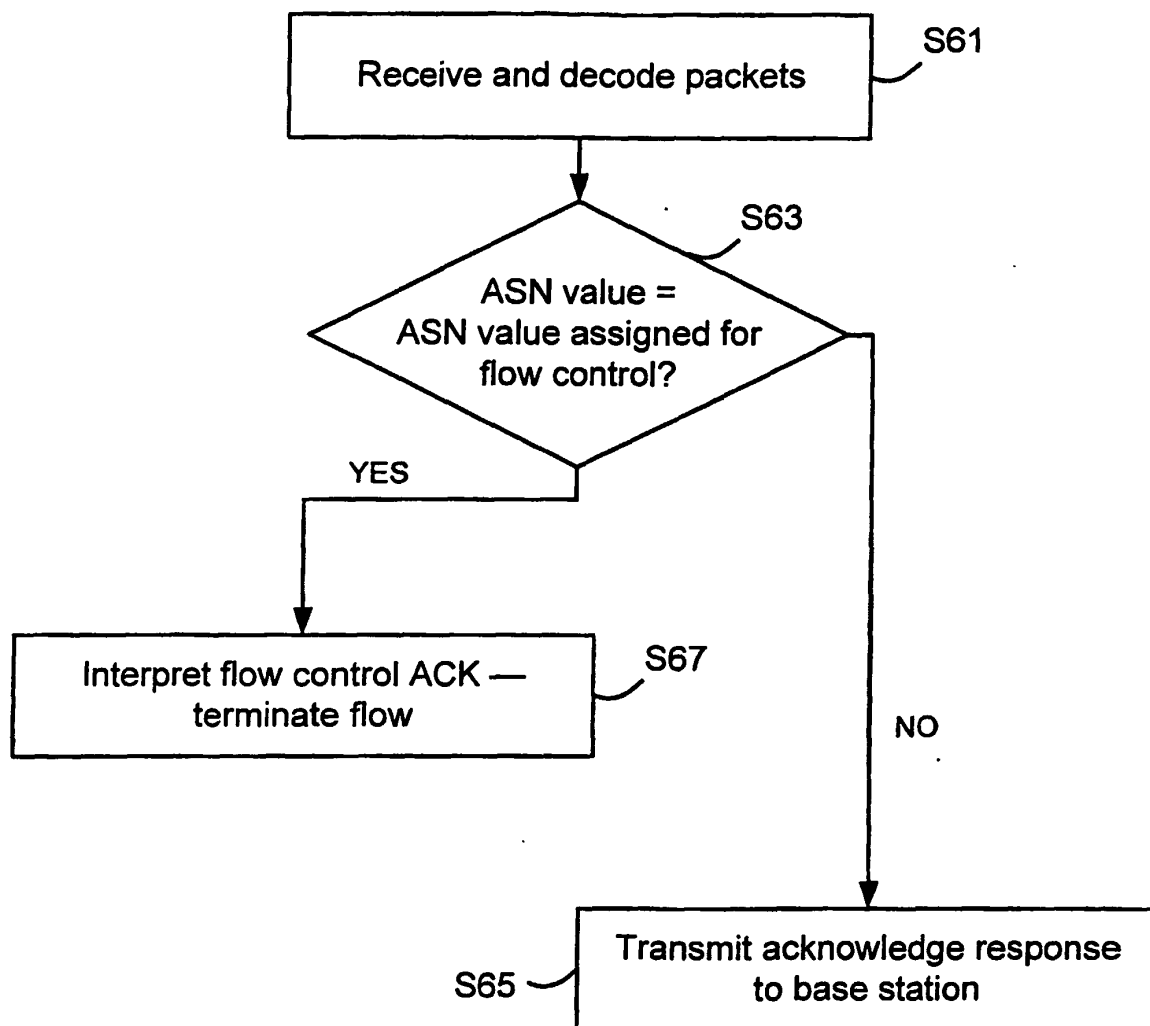 Receive and decode packets
S61
S63
ASN value =
ASN value assigned for
flow control?
YES
Interpret flow control ACK —
terminate flow
S67
NO
Transmit acknowledge response
to base station
S65